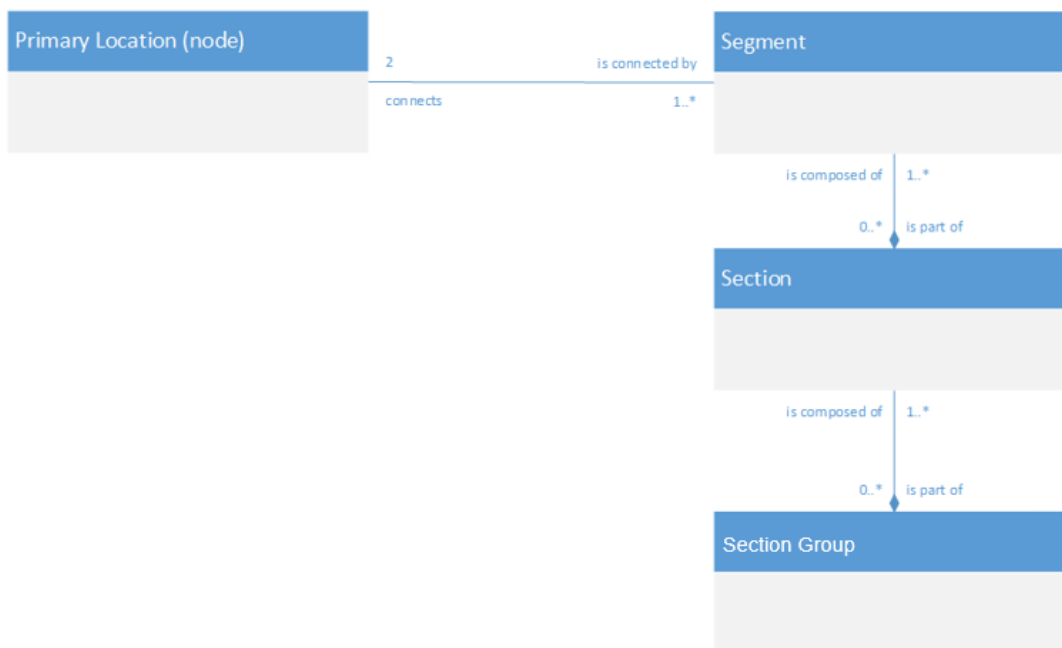 Primary Location (node)
Segment
2
is connected by
connects
1..*
is composed of
1..*
0..*
is part of
Section
is composed of
1..*
0..*
is part of
Section Group